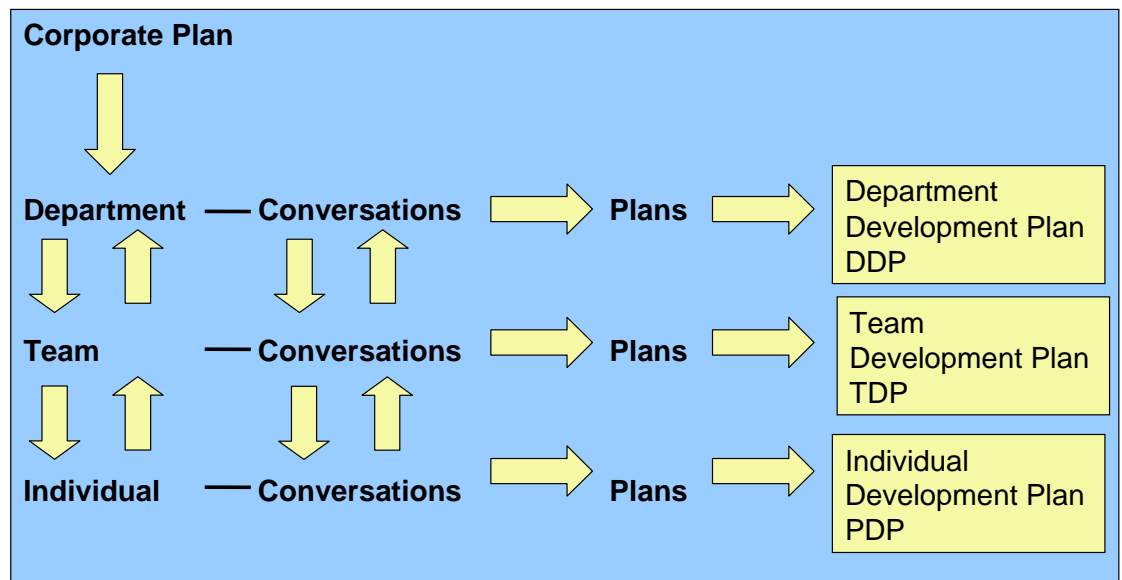 Corporate Plan
Department — Conversations Plans
Department
Development Plan
DDP
Team — Conversations Plans
Team
Development Plan
TDP
Individual — Conversations Plans
Individual
Development Plan
PDP